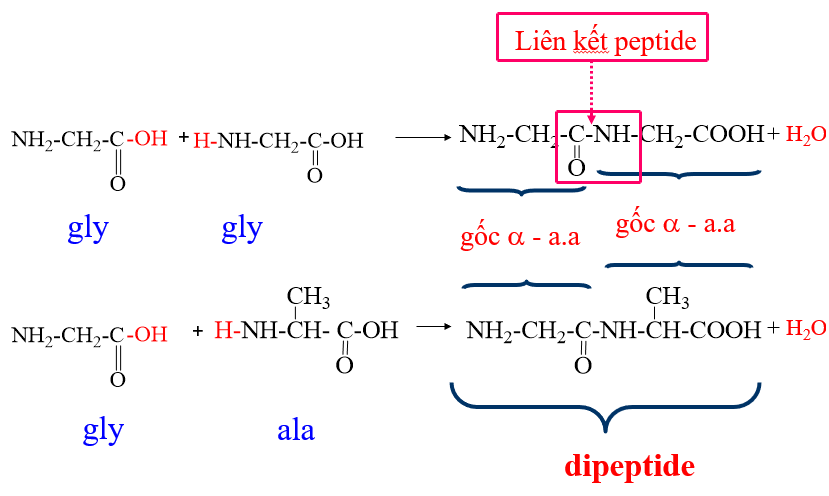 Liên kết peptide
NH₂-CH₂-C-OH + H-NH-CH₂-C-OH → NH₂-CH₂-C-NH-CH₂-COOH + H₂O
O O O
gly gly
gốc α - a.a gốc α - a.a
CH₃ CH₃
NH₂-CH₂-C-OH + H-NH-CH- C-OH → NH₂-CH₂-C-NH-CH-COOH + H₂O
O O O
gly ala
dipeptide